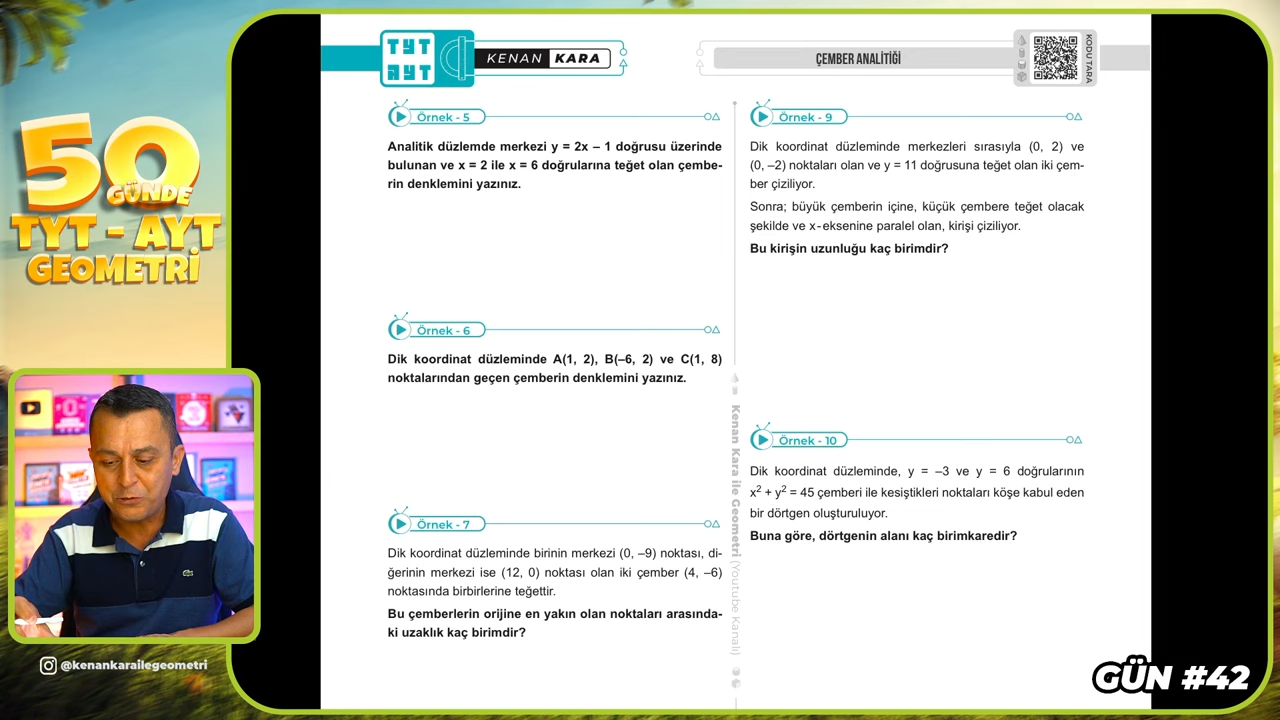 50
GÜNDE
TYT - AYT
GEOMETRİ
TYT
AYT
KENAN KARA
ÇEMBER ANALİTİĞİ
KODU TARA
Örnek - 5
Analitik düzlemde merkezi y = 2x – 1 doğrusu üzerinde
bulunan ve x = 2 ile x = 6 doğrularına teğet olan çembe-
rin denklemini yazınız.
Örnek - 6
Dik koordinat düzleminde A(1, 2), B(–6, 2) ve C(1, 8)
noktalarından geçen çemberin denklemini yazınız.
Örnek - 7
Dik koordinat düzleminde birinin merkezi (0, –9) noktası, di-
ğerinin merkezi ise (12, 0) noktası olan iki çember (4, –6)
noktasında birbirlerine teğettir.
Bu çemberlerin orijine en yakın olan noktaları arasında-
ki uzaklık kaç birimdir?
Kenan Kara ile Geometri (Youtube Kanalı)
Örnek - 9
Dik koordinat düzleminde merkezleri sırasıyla (0, 2) ve
(0, –2) noktaları olan ve y = 11 doğrusuna teğet olan iki çem-
ber çiziliyor.
Sonra; büyük çemberin içine, küçük çembere teğet olacak
şekilde ve x-eksenine paralel olan, kirişi çiziliyor.
Bu kirişin uzunluğu kaç birimdir?
Örnek - 10
Dik koordinat düzleminde, y = –3 ve y = 6 doğrularının
x² + y² = 45 çemberi ile kesiştikleri noktaları köşe kabul eden
bir dörtgen oluşturuluyor.
Buna göre, dörtgenin alanı kaç birimkaredir?
@kenankarailegeometri
GÜN #42